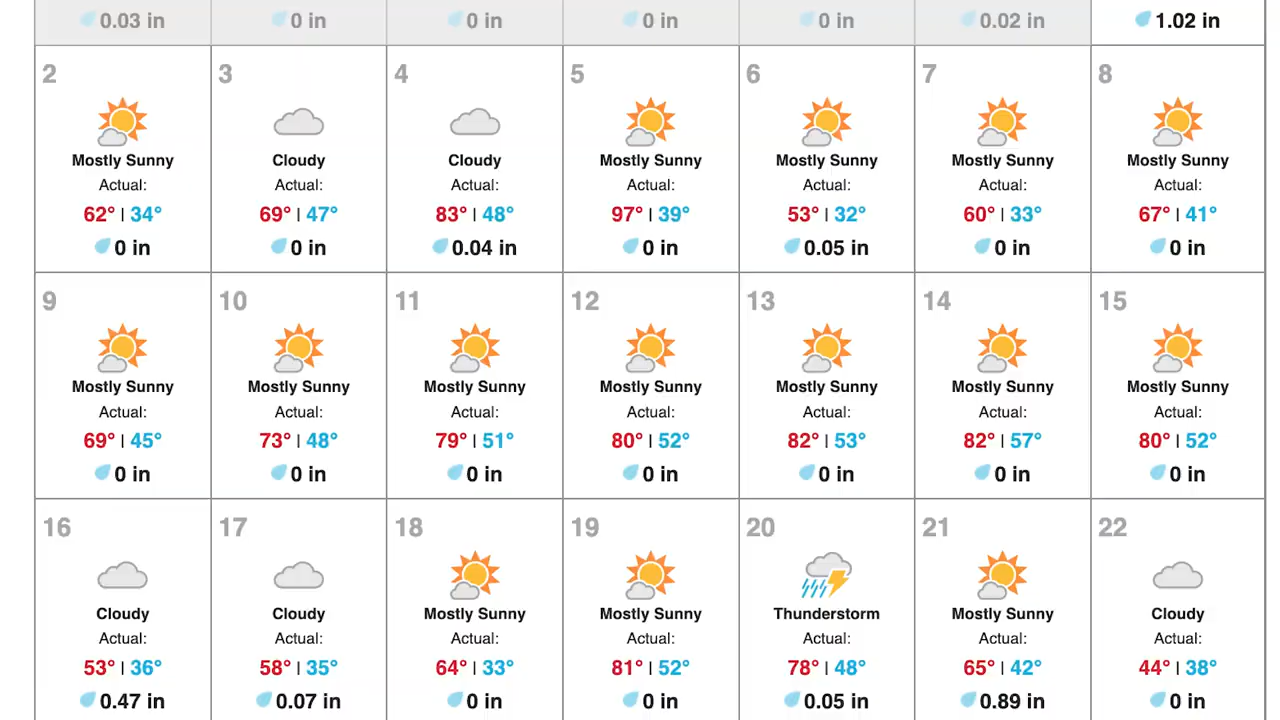 0.03 in 0 in 0 in 0 in 0 in 0.02 in 1.02 in
2 3 4 5 6 7 8
Mostly Sunny Cloudy Cloudy Mostly Sunny Mostly Sunny Mostly Sunny Mostly Sunny
Actual: Actual: Actual: Actual: Actual: Actual: Actual:
62° | 34° 69° | 47° 83° | 48° 97° | 39° 53° | 32° 60° | 33° 67° | 41°
0 in 0 in 0.04 in 0 in 0.05 in 0 in 0 in
9 10 11 12 13 14 15
Mostly Sunny Mostly Sunny Mostly Sunny Mostly Sunny Mostly Sunny Mostly Sunny Mostly Sunny
Actual: Actual: Actual: Actual: Actual: Actual: Actual:
69° | 45° 73° | 48° 79° | 51° 80° | 52° 82° | 53° 82° | 57° 80° | 52°
0 in 0 in 0 in 0 in 0 in 0 in 0 in
16 17 18 19 20 21 22
Cloudy Cloudy Mostly Sunny Mostly Sunny Thunderstorm Mostly Sunny Cloudy
Actual: Actual: Actual: Actual: Actual: Actual: Actual:
53° | 36° 58° | 35° 64° | 33° 81° | 52° 78° | 48° 65° | 42° 44° | 38°
0.47 in 0.07 in 0 in 0 in 0.05 in 0.89 in 0 in